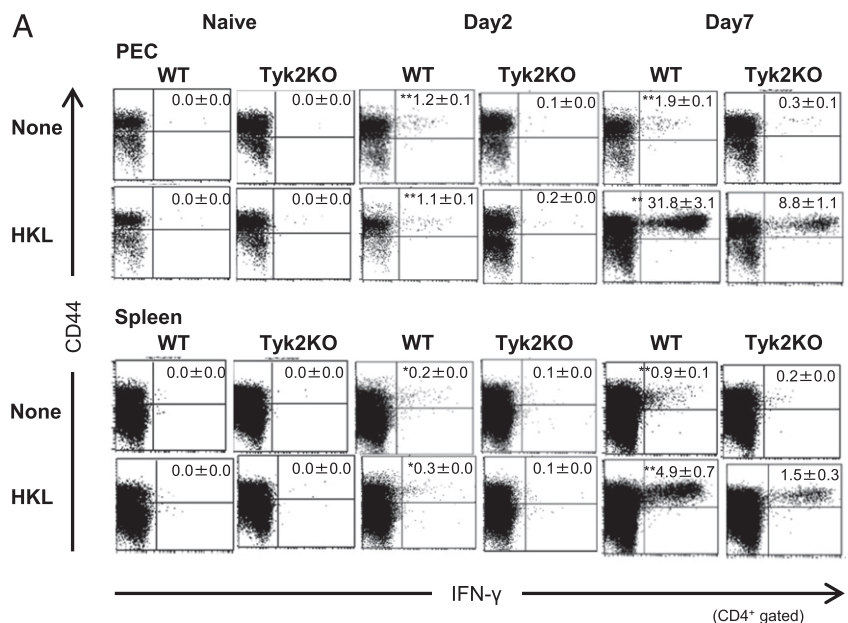 A
Naive Day2 Day7
PEC
WT Tyk2KO WT Tyk2KO WT Tyk2KO
None 0.0±0.0 0.0±0.0 **1.2±0.1 0.1±0.0 **1.9±0.1 0.3±0.1
HKL 0.0±0.0 0.0±0.0 **1.1±0.1 0.2±0.0 ** 31.8±3.1 8.8±1.1
CD44
Spleen
WT Tyk2KO WT Tyk2KO WT Tyk2KO
None 0.0±0.0 0.0±0.0 *0.2±0.0 0.1±0.0 **0.9±0.1 0.2±0.0
HKL 0.0±0.0 0.0±0.0 *0.3±0.0 0.1±0.0 **4.9±0.7 1.5±0.3
IFN-γ
(CD4⁺ gated)